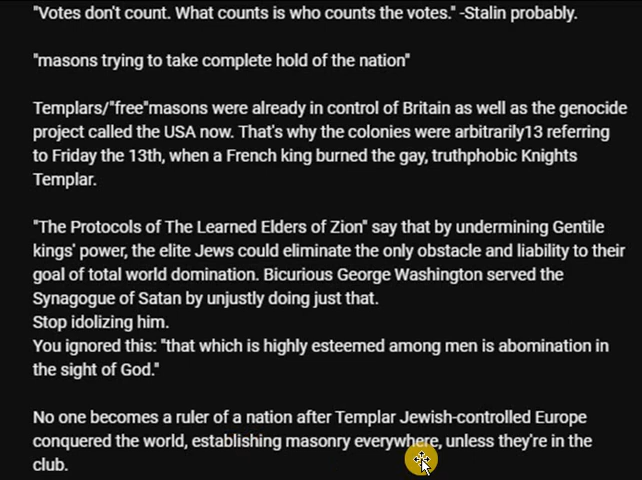 "Votes don't count. What counts is who counts the votes." -Stalin probably.
"masons trying to take complete hold of the nation"
Templars/"free"masons were already in control of Britain as well as the genocide
project called the USA now. That's why the colonies were arbitrarily13 referring
to Friday the 13th, when a French king burned the gay, truthphobic Knights
Templar.
"The Protocols of The Learned Elders of Zion" say that by undermining Gentile
kings' power, the elite Jews could eliminate the only obstacle and liability to their
goal of total world domination. Bicurious George Washington served the
Synagogue of Satan by unjustly doing just that.
Stop idolizing him.
You ignored this: "that which is highly esteemed among men is abomination in
the sight of God."
No one becomes a ruler of a nation after Templar Jewish-controlled Europe
conquered the world, establishing masonry everywhere, unless they're in the
club.